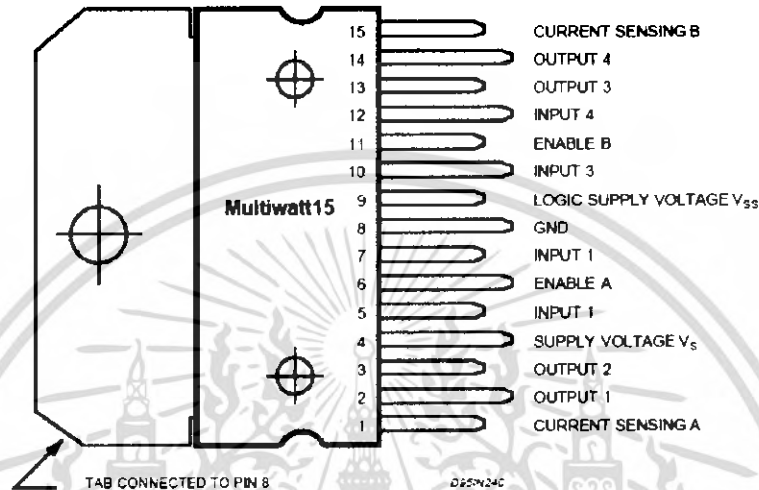 15 CURRENT SENSING B
14 OUTPUT 4
13 OUTPUT 3
12 INPUT 4
11 ENABLE B
10 INPUT 3
9 LOGIC SUPPLY VOLTAGE VSS
Multiwatt15
8 GND
7 INPUT 1
6 ENABLE A
5 INPUT 1
4 SUPPLY VOLTAGE VS
3 OUTPUT 2
2 OUTPUT 1
1 CURRENT SENSING A
TAB CONNECTED TO PIN 8